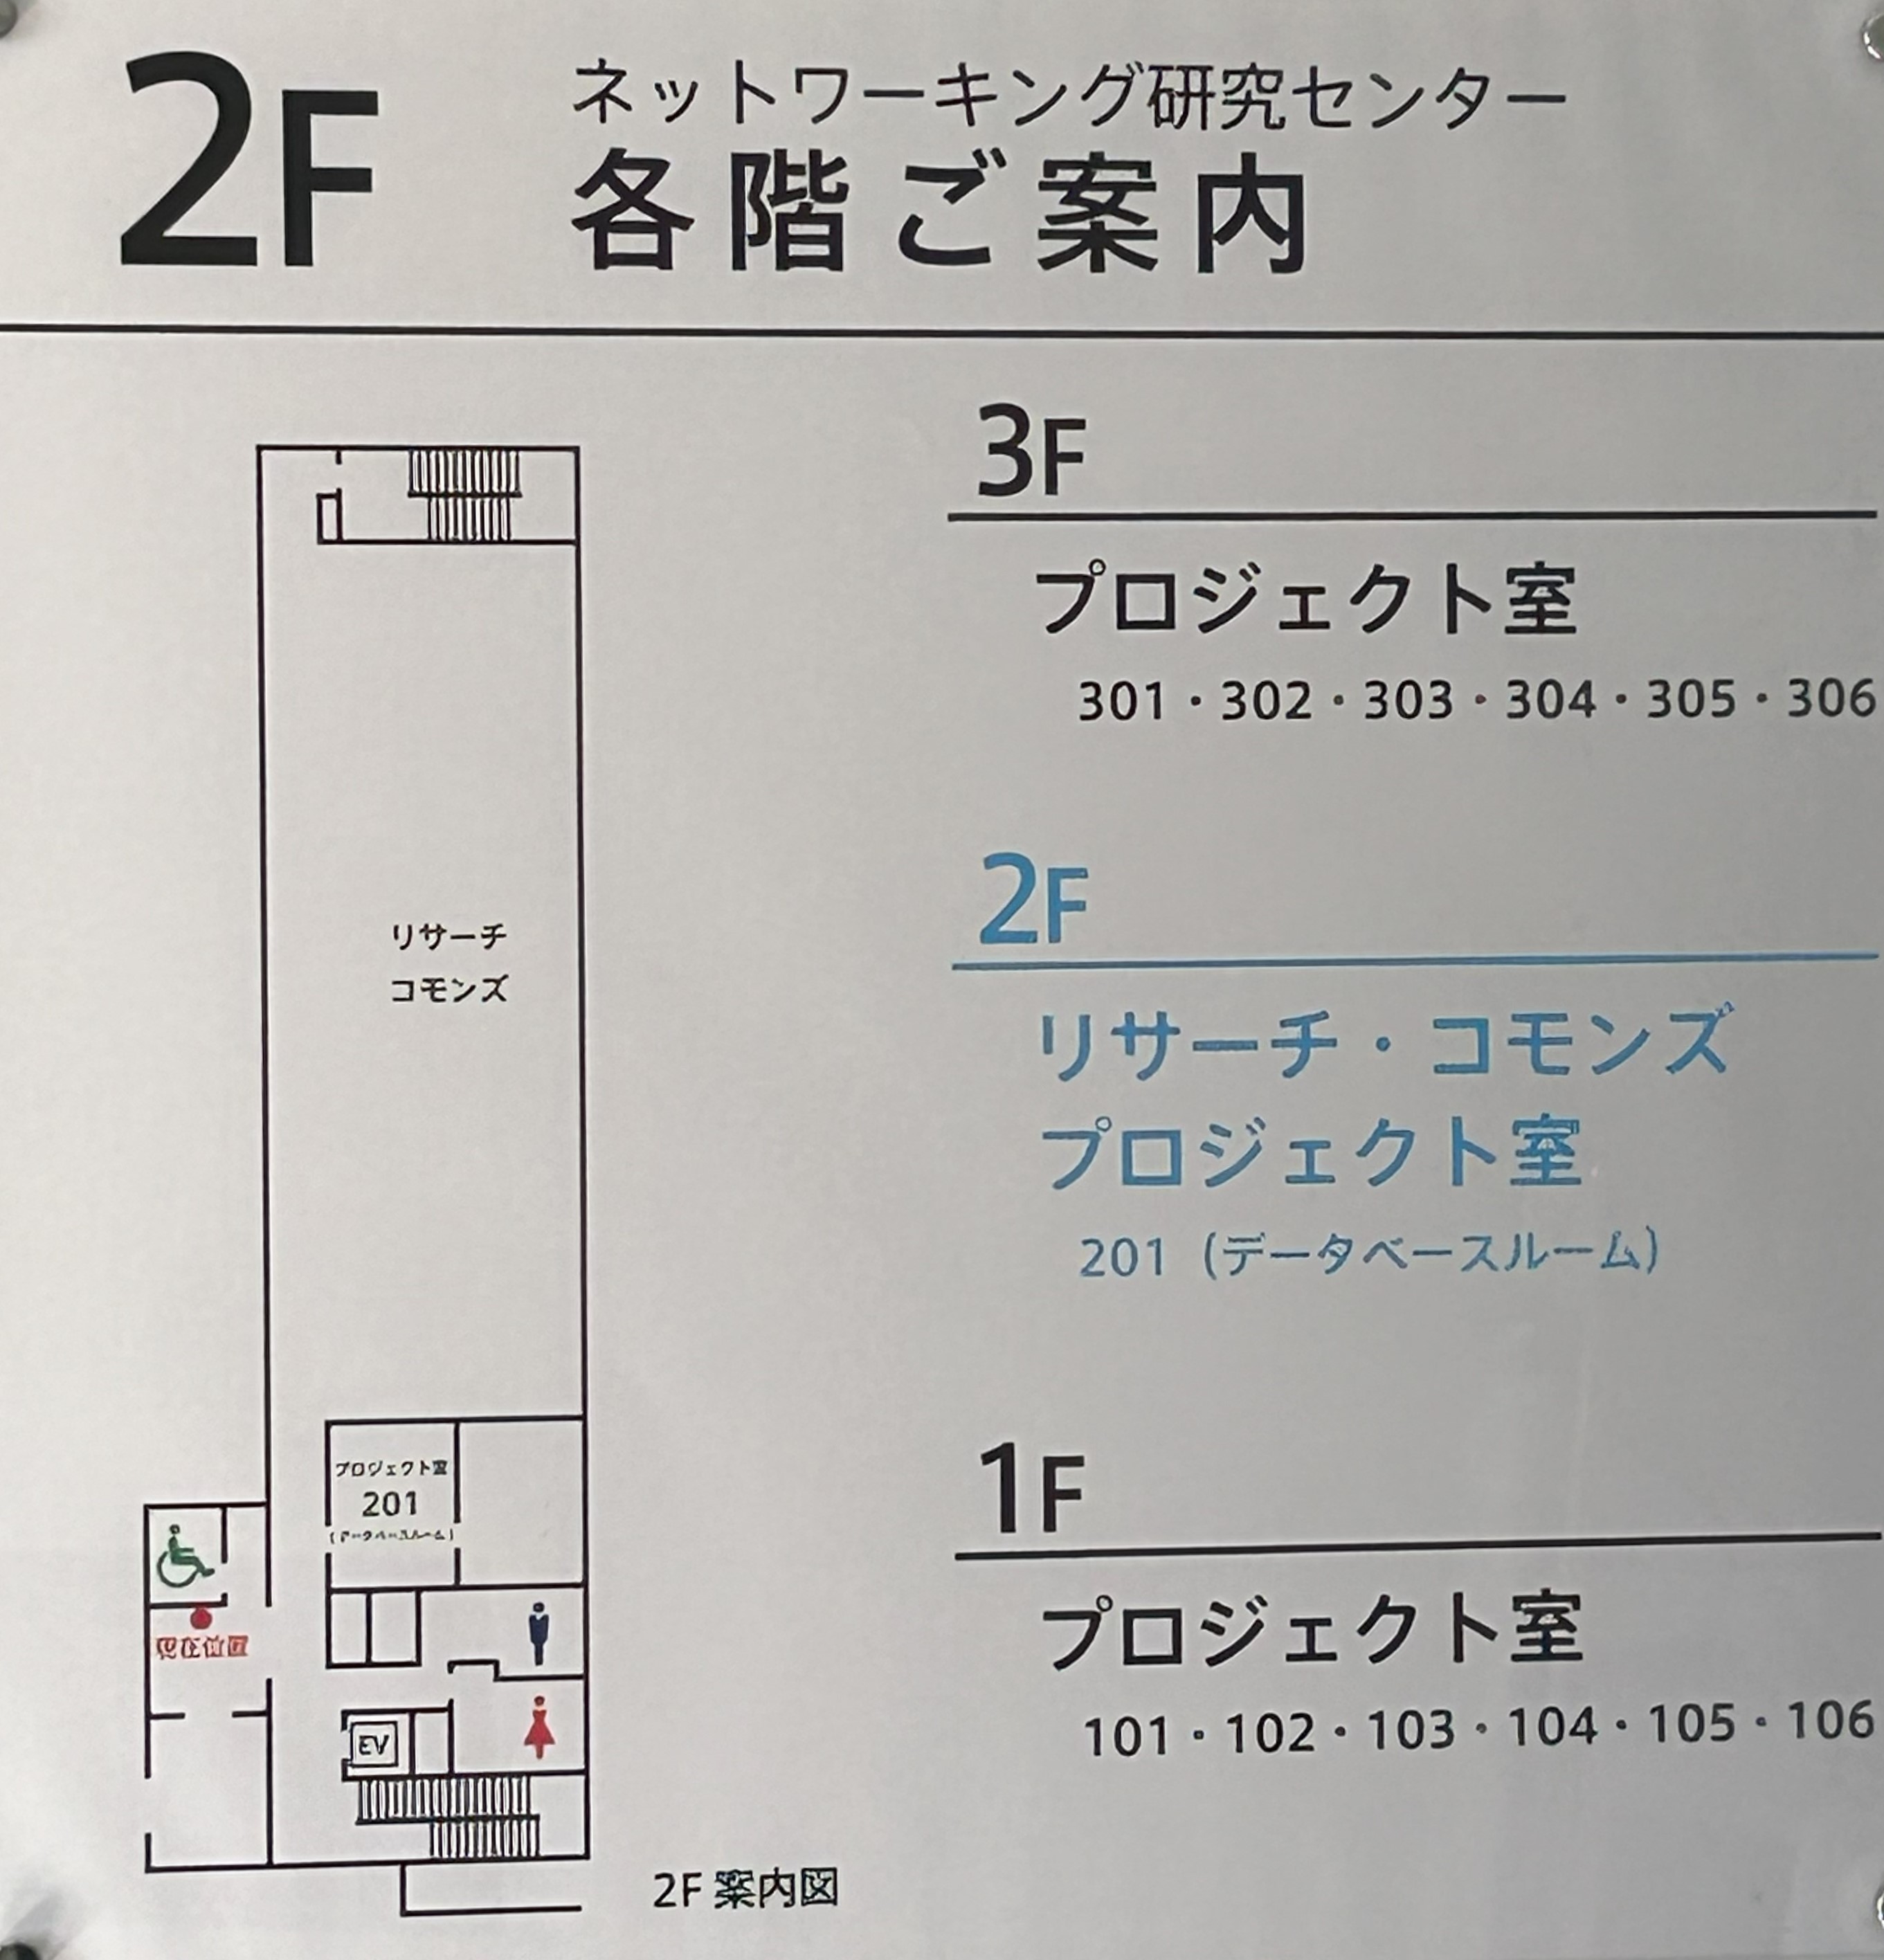 2F
ネットワーキング研究センター
各階ご案内
3F
プロジェクト室
301・302・303・304・305・306
2F
リサーチ・コモンズ
プロジェクト室
201（データベースルーム）
1F
プロジェクト室
101・102・103・104・105・106
リサーチ
コモンズ
プロジェクト室
201
（データベースルーム）
現在位置
EV
2F 案内図